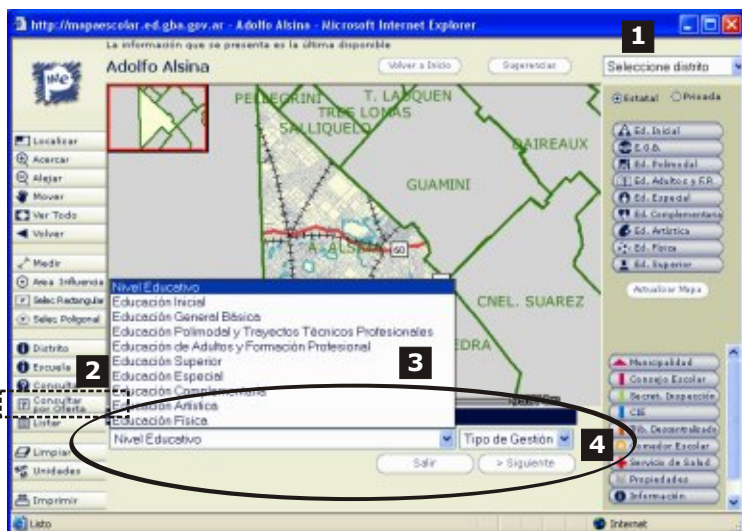 http://mapaescolar.ed.gba.gov.ar - Adolfo Alsina - Microsoft Internet Explorer
La información que se presenta es la última disponible
1
Adolfo Alsina
Volver a Inicio
Sugerencias
Seleccione distrito
Estatal
Privada
PELLEGRINI
T. LAUQUEN
TRES LOMAS
SALLIQUELO
DAIREAUX
GUAMINI
A. ALSINA
60
CNEL. SUAREZ
Localizar
Acercar
Alejar
Mover
Ver Todo
Volver
Medir
Area Influencia
Selec Rectangular
Selec Poligonal
Distrito
Escuela
Consultar por Oferta
Listar
Limpiar
Unidades
Imprimir
2
Nivel Educativo
Educación Inicial
Educación General Básica
Educación Polimodal y Trayectos Técnicos Profesionales
Educación de Adultos y Formación Profesional
Educación Superior
Educación Especial
Educación Complementaria
Educación Artística
Educación Física
3
Nivel Educativo
Tipo de Gestión
4
Salir
> Siguiente
Ed. Inicial
E.G.B.
Ed. Polimodal
Ed. Adultos y F.P.
Ed. Especial
Ed. Complementaria
Ed. Artística
Ed. Física
Ed. Superior
Actualizar Mapa
Municipalidad
Consejo Escolar
Secret. Inspección
CIE
Bib. Descentralizada
Comedor Escolar
Servicio de Salud
Propiedades
Información
Listo
Internet